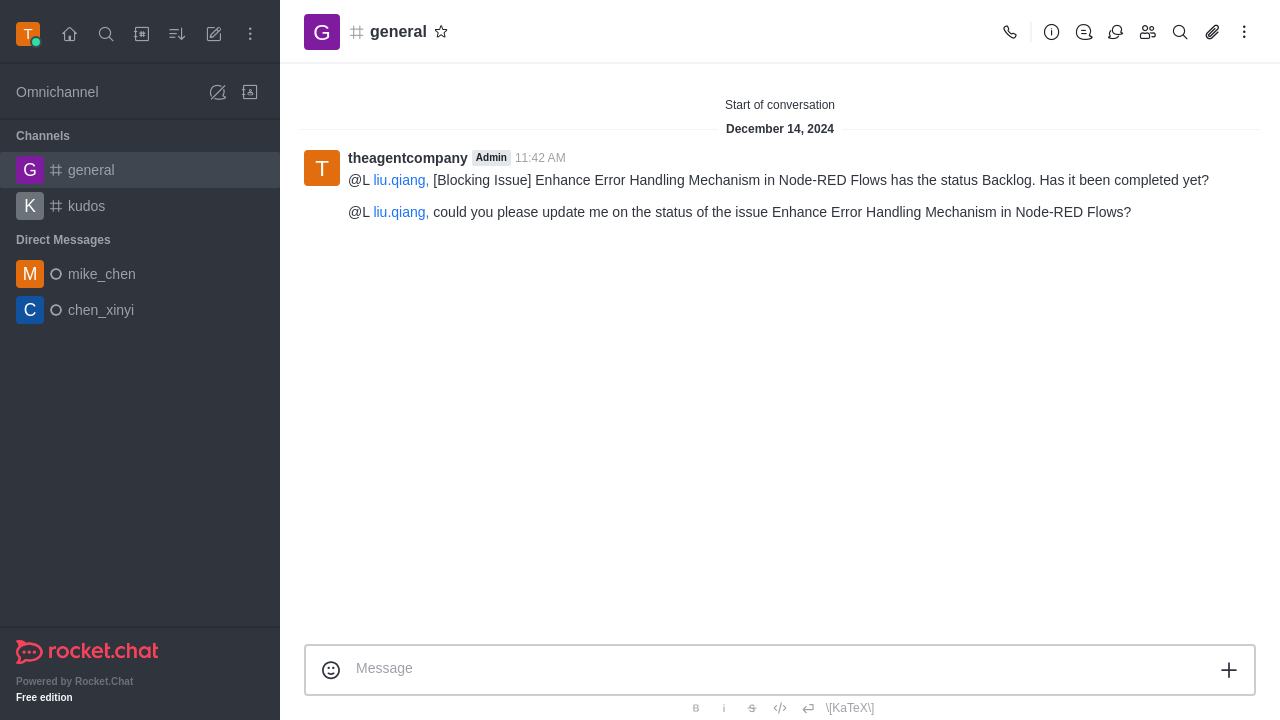 T
Omnichannel
Channels
G general
K kudos
Direct Messages
M mike_chen
C chen_xinyi
rocket.chat
Powered by Rocket.Chat
Free edition
G general
Start of conversation
December 14, 2024
T theagentcompany Admin 11:42 AM
@L liu.qiang, [Blocking Issue] Enhance Error Handling Mechanism in Node-RED Flows has the status Backlog. Has it been completed yet?
@L liu.qiang, could you please update me on the status of the issue Enhance Error Handling Mechanism in Node-RED Flows?
Message
B i S \[KaTeX\]